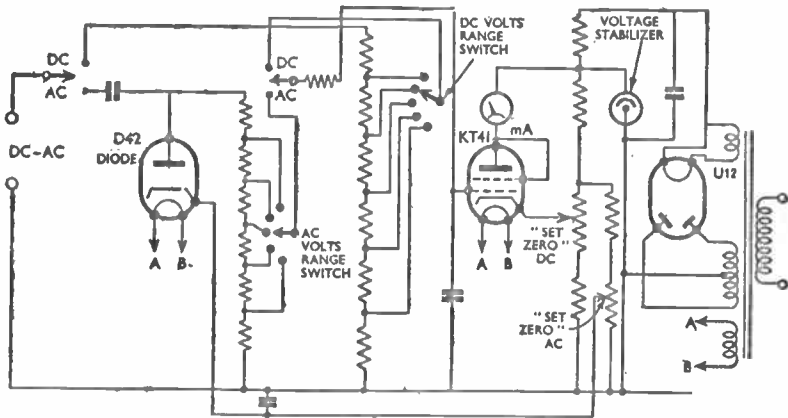 DC VOLTS
RANGE
SWITCH
VOLTAGE
STABILIZER
DC
AC
DC
AC
DC-AC
D42
DIODE
A
B-
AC
VOLTS
RANGE
SWITCH
KT41
mA
A
B
"SET
ZERO"
DC
"SET
ZERO"
AC
U12
A
B